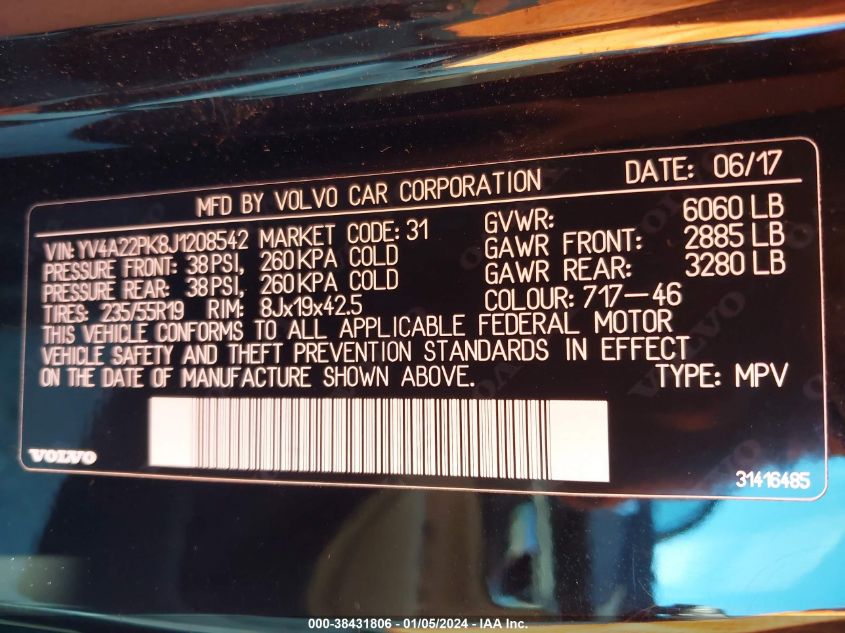 MFD BY VOLVO CAR CORPORATION DATE: 06/17
VIN: YV4A22PK8J1208542 MARKET CODE: 31 GVWR: 6060 LB
PRESSURE FRONT: 38PSI, 260KPA COLD GAWR FRONT: 2885 LB
PRESSURE REAR: 38PSI, 260KPA COLD GAWR REAR: 3280 LB
TIRES: 235/55R19 RIM: 8Jx19x42.5 COLOUR: 717-46
THIS VEHICLE CONFORMS TO ALL APPLICABLE FEDERAL MOTOR
VEHICLE SAFETY AND THEFT PREVENTION STANDARDS IN EFFECT
ON THE DATE OF MANUFACTURE SHOWN ABOVE. TYPE: MPV
VOLVO 31416485
000-38431806 - 01/05/2024 - IAA Inc.